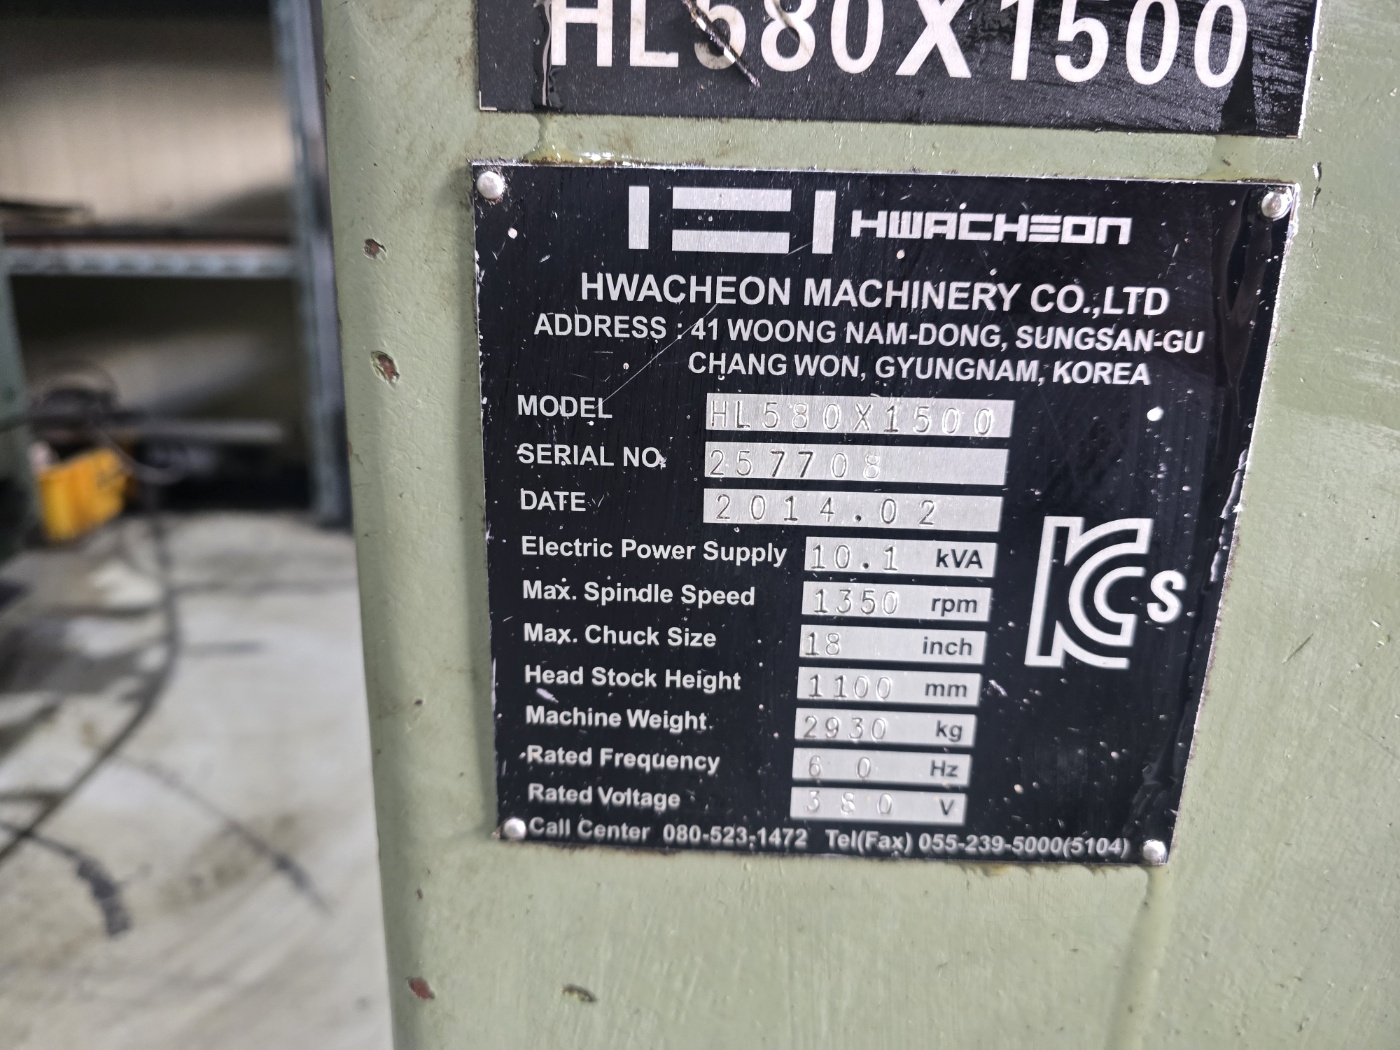 HL580X1500
HWACHEON
HWACHEON MACHINERY CO.,LTD
ADDRESS : 41 WOONG NAM-DONG, SUNGSAN-GU
CHANG WON, GYUNGNAM, KOREA
MODEL HL580X1500
SERIAL NO. 257708
DATE 2014.02
Electric Power Supply 10.1 kVA
Max. Spindle Speed 1350 rpm
Max. Chuck Size 18 inch
Head Stock Height 1100 mm
Machine Weight 2930 kg
Rated Frequency 60 Hz
Rated Voltage 380 V
KCs
Call Center 080-523-1472 Tel(Fax) 055-239-5000(5104)